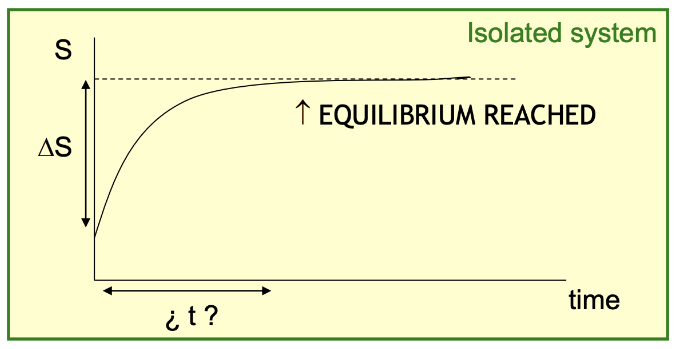 Isolated system
S
↑ EQUILIBRIUM REACHED
ΔS
time
¿ t ?